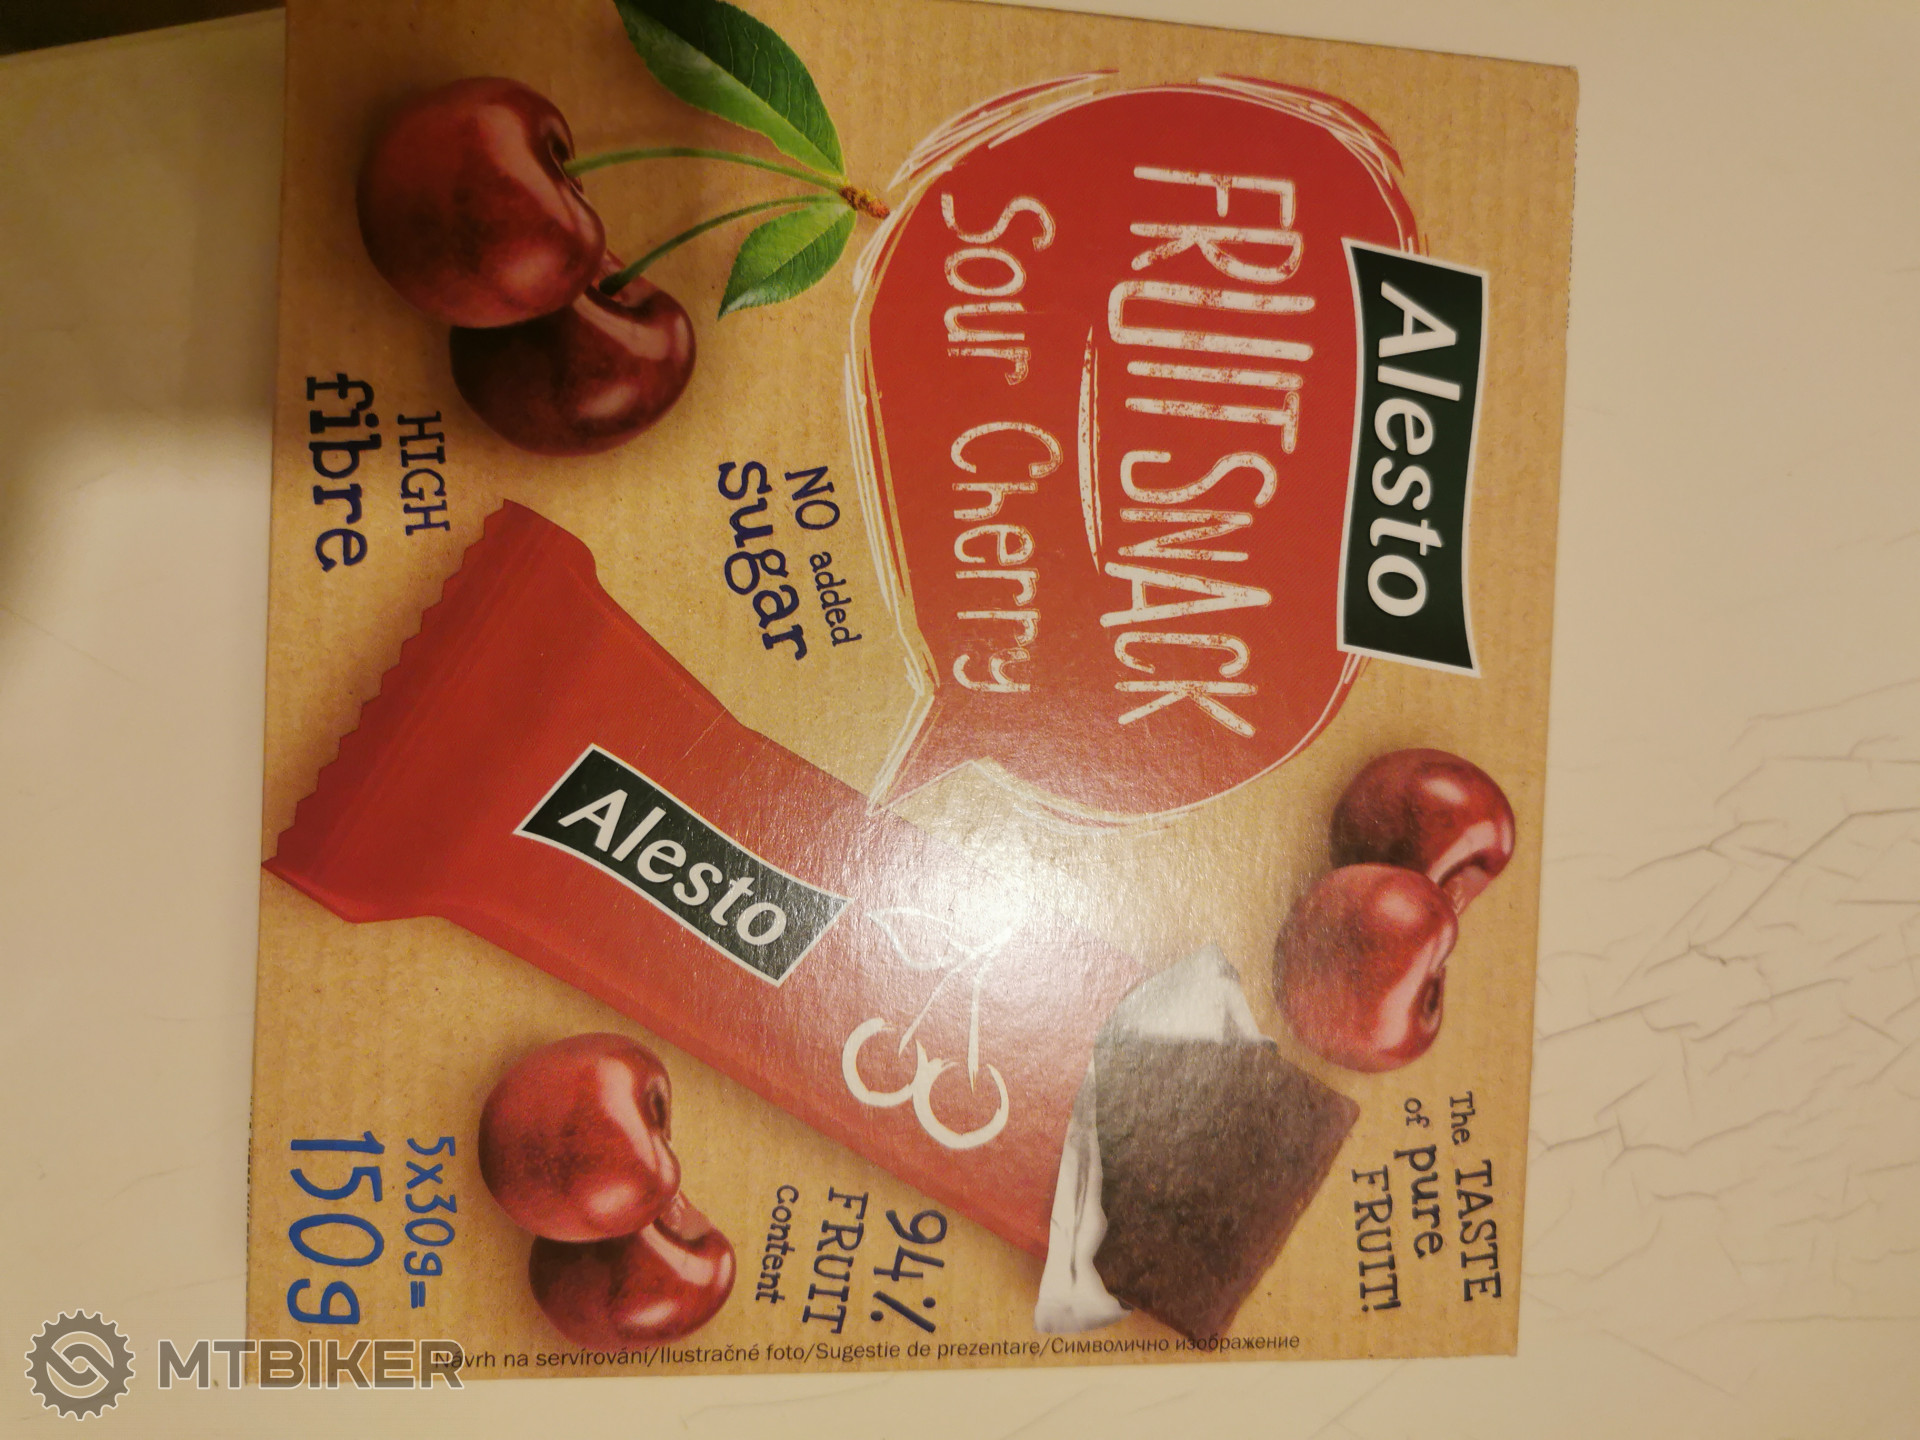 Alesto
FRUIT SNACK
Sour Cherry
NO added
Sugar
HIGH
fibre
Alesto
The TASTE
of pure
FRUIT!
94%
FRUIT
content
5x30g=
150g
Návrh na servírování/Ilustračné foto/Sugestie de prezentare/Символично изображение
MTBIKER